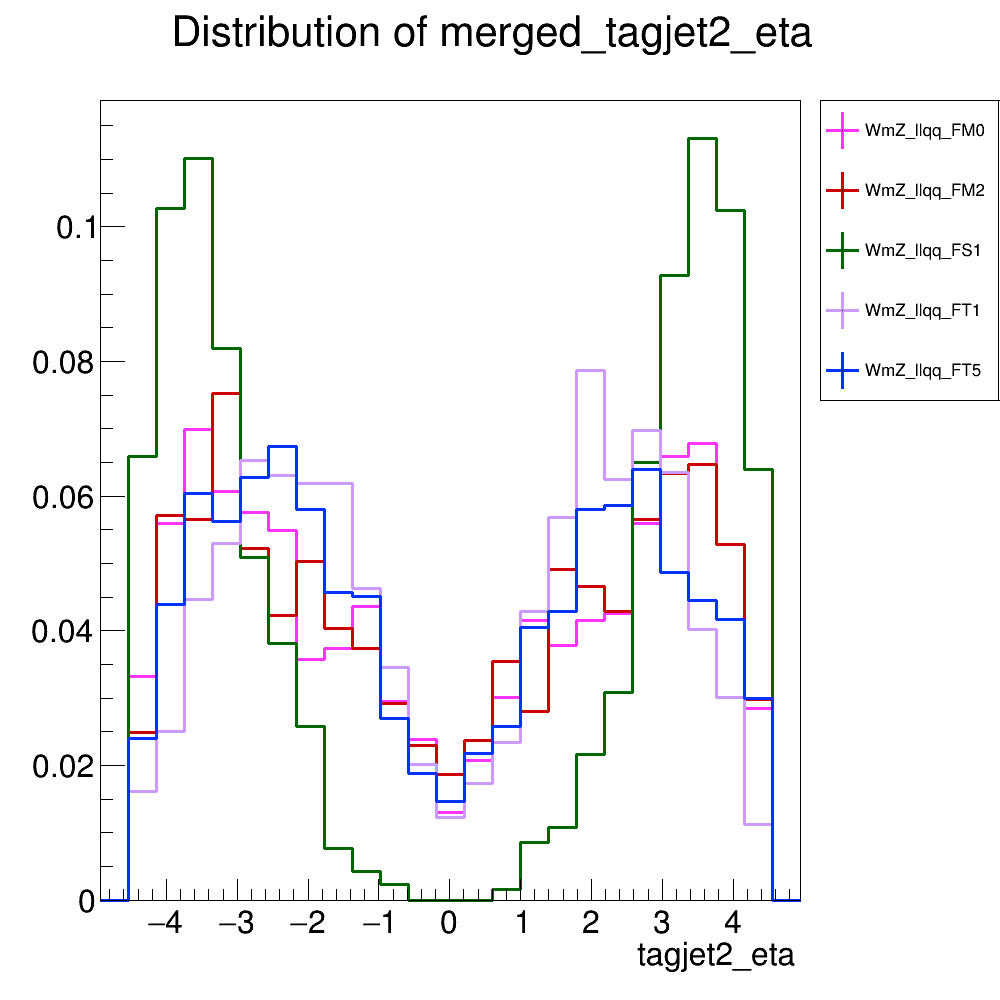 Distribution of merged_tagjet2_eta
WmZ_llqq_FM0
WmZ_llqq_FM2
WmZ_llqq_FS1
WmZ_llqq_FT1
WmZ_llqq_FT5
0.1
0.08
0.06
0.04
0.02
0
−4 −3 −2 −1 0 1 2 3 4
tagjet2_eta